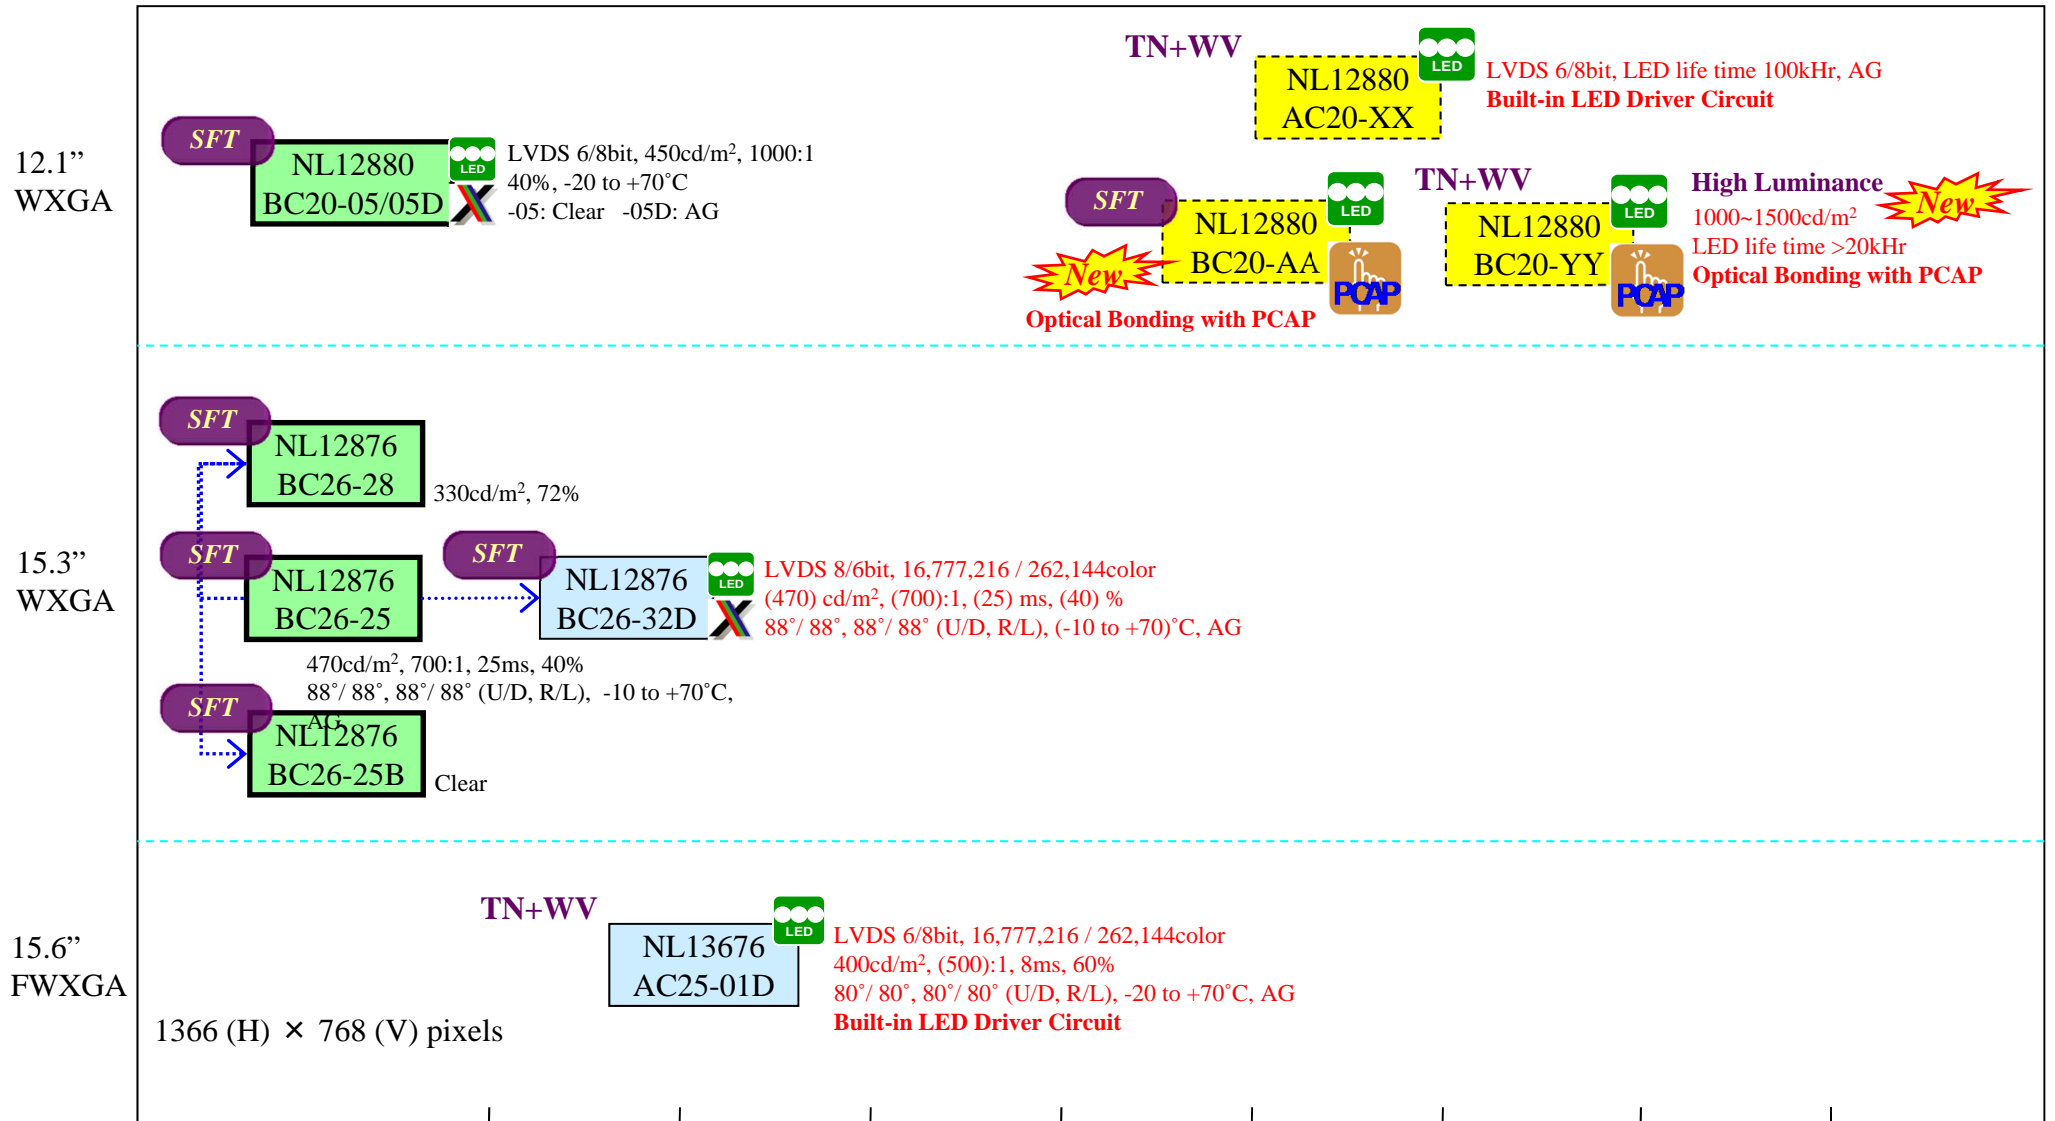 12.1”
WXGA
SFT
NL12880
BC20-05/05D
LED
LVDS 6/8bit, 450cd/m², 1000:1
40%, -20 to +70˚C
-05: Clear   -05D: AG
TN+WV
NL12880
AC20-XX
LED
LVDS 6/8bit, LED life time 100kHr, AG
Built-in LED Driver Circuit
SFT
NL12880
BC20-AA
LED
PCAP
New
Optical Bonding with PCAP
TN+WV
NL12880
BC20-YY
LED
PCAP
High Luminance
New
1000~1500cd/m²
LED life time >20kHr
Optical Bonding with PCAP
15.3”
WXGA
SFT
NL12876
BC26-28
330cd/m², 72%
SFT
NL12876
BC26-25
470cd/m², 700:1, 25ms, 40%
88˚/ 88˚, 88˚/ 88˚ (U/D, R/L),  -10 to +70˚C,
AG
SFT
NL12876
BC26-32D
LED
LVDS 8/6bit, 16,777,216 / 262,144color
(470) cd/m², (700):1, (25) ms, (40) %
88˚/ 88˚, 88˚/ 88˚ (U/D, R/L), (-10 to +70)˚C, AG
SFT
NL12876
BC26-25B
Clear
15.6”
FWXGA
TN+WV
NL13676
AC25-01D
LED
LVDS 6/8bit, 16,777,216 / 262,144color
400cd/m², (500):1, 8ms, 60%
80˚/ 80˚, 80˚/ 80˚ (U/D, R/L), -20 to +70˚C, AG
Built-in LED Driver Circuit
1366 (H) × 768 (V) pixels